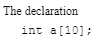 The declaration
int a[10];